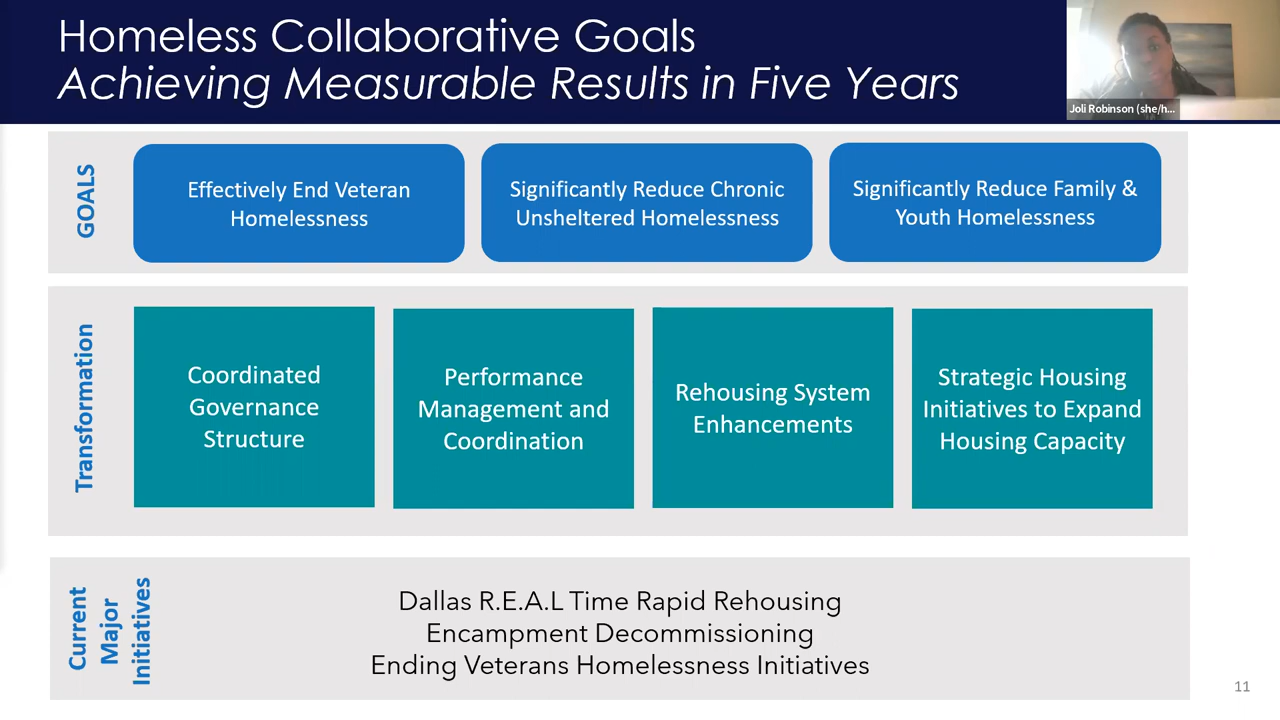 Homeless Collaborative Goals
Achieving Measurable Results in Five Years
Joli Robinson (she/h...
GOALS
Effectively End Veteran
Homelessness
Significantly Reduce Chronic
Unsheltered Homelessness
Significantly Reduce Family &
Youth Homelessness
Transformation
Coordinated
Governance
Structure
Performance
Management and
Coordination
Rehousing System
Enhancements
Strategic Housing
Initiatives to Expand
Housing Capacity
Current
Major
Initiatives
Dallas R.E.A.L Time Rapid Rehousing
Encampment Decommissioning
Ending Veterans Homelessness Initiatives
11